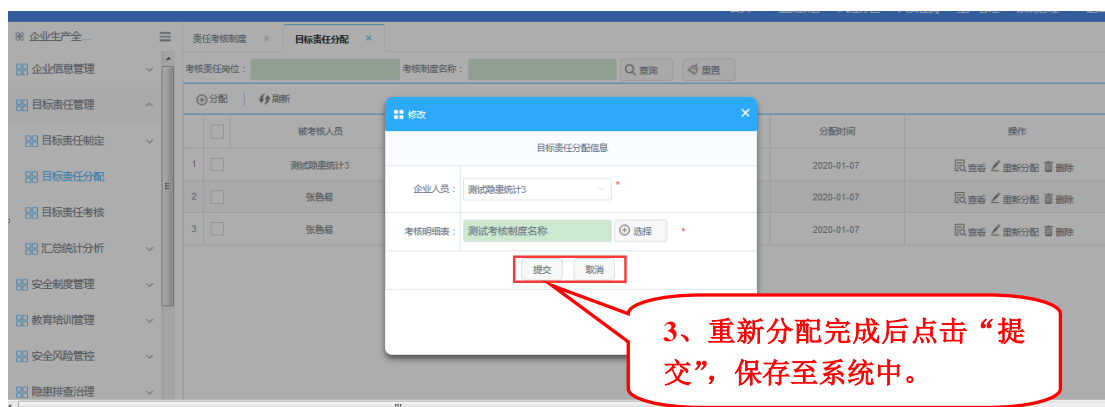 企业生产全...
责任考核制度 ×
目标责任分配 ×
企业信息管理
考核责任岗位：
考核制度名称：
查询
重置
目标责任管理
分配
刷新
目标责任制定
目标责任分配
目标责任考核
汇总统计分析
安全制度管理
教育培训管理
安全风险管控
隐患排查治理
被考核人员
分配时间
操作
1 测试隐患统计3 2020-01-07 查看 重新分配 删除
2 张鲁易 2020-01-07 查看 重新分配 删除
3 张鲁易 2020-01-07 查看 重新分配 删除
修改 ×
目标责任分配信息
企业人员： 测试隐患统计3 *
考核明细表： 测试考核制度名称 选择 *
提交 取消
3、重新分配完成后点击“提
交”，保存至系统中。